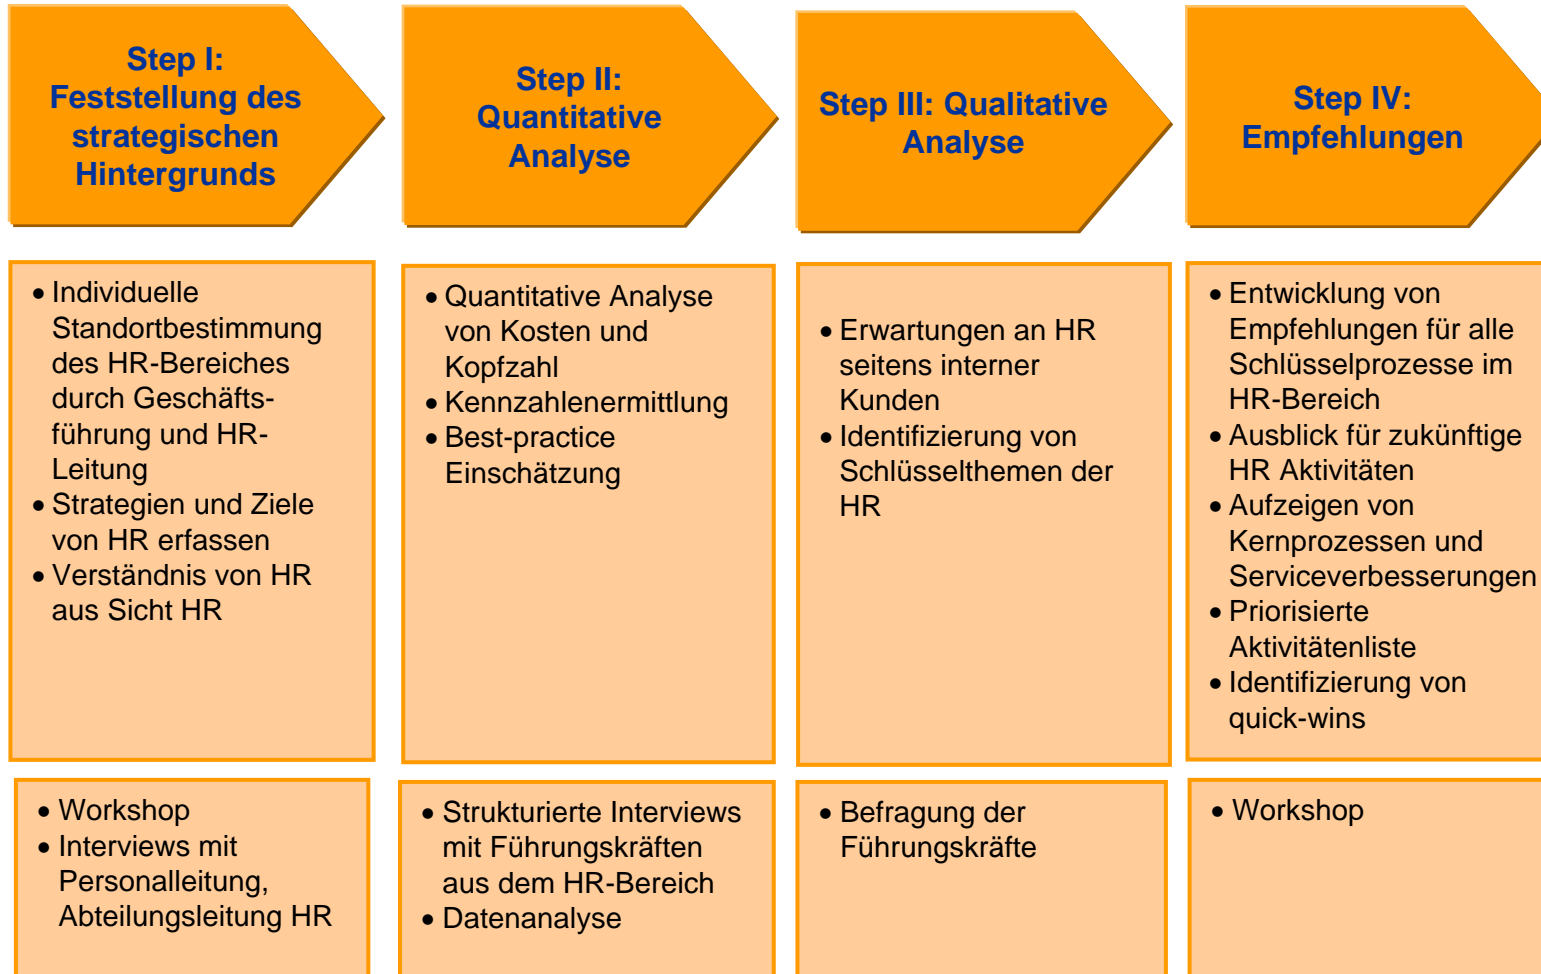 Step I:
Feststellung des
strategischen
Hintergrunds
Step II:
Quantitative
Analyse
Step III: Qualitative
Analyse
Step IV:
Empfehlungen
• Individuelle
Standortbestimmung
des HR-Bereiches
durch Geschäfts-
führung und HR-
Leitung
• Strategien und Ziele
von HR erfassen
• Verständnis von HR
aus Sicht HR
• Quantitative Analyse
von Kosten und
Kopfzahl
• Kennzahlenermittlung
• Best-practice
Einschätzung
• Erwartungen an HR
seitens interner
Kunden
• Identifizierung von
Schlüsselthemen der
HR
• Entwicklung von
Empfehlungen für alle
Schlüsselprozesse im
HR-Bereich
• Ausblick für zukünftige
HR Aktivitäten
• Aufzeigen von
Kernprozessen und
Serviceverbesserungen
• Priorisierte
Aktivitätenliste
• Identifizierung von
quick-wins
• Workshop
• Interviews mit
Personalleitung,
Abteilungsleitung HR
• Strukturierte Interviews
mit Führungskräften
aus dem HR-Bereich
• Datenanalyse
• Befragung der
Führungskräfte
• Workshop